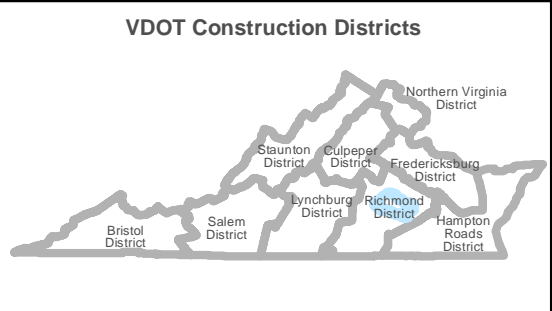 VDOT Construction Districts
Northern Virginia
District
Staunton
District
Culpeper
District
Fredericksburg
District
Lynchburg
District
Richmond
District
Bristol
District
Salem
District
Hampton
Roads
District